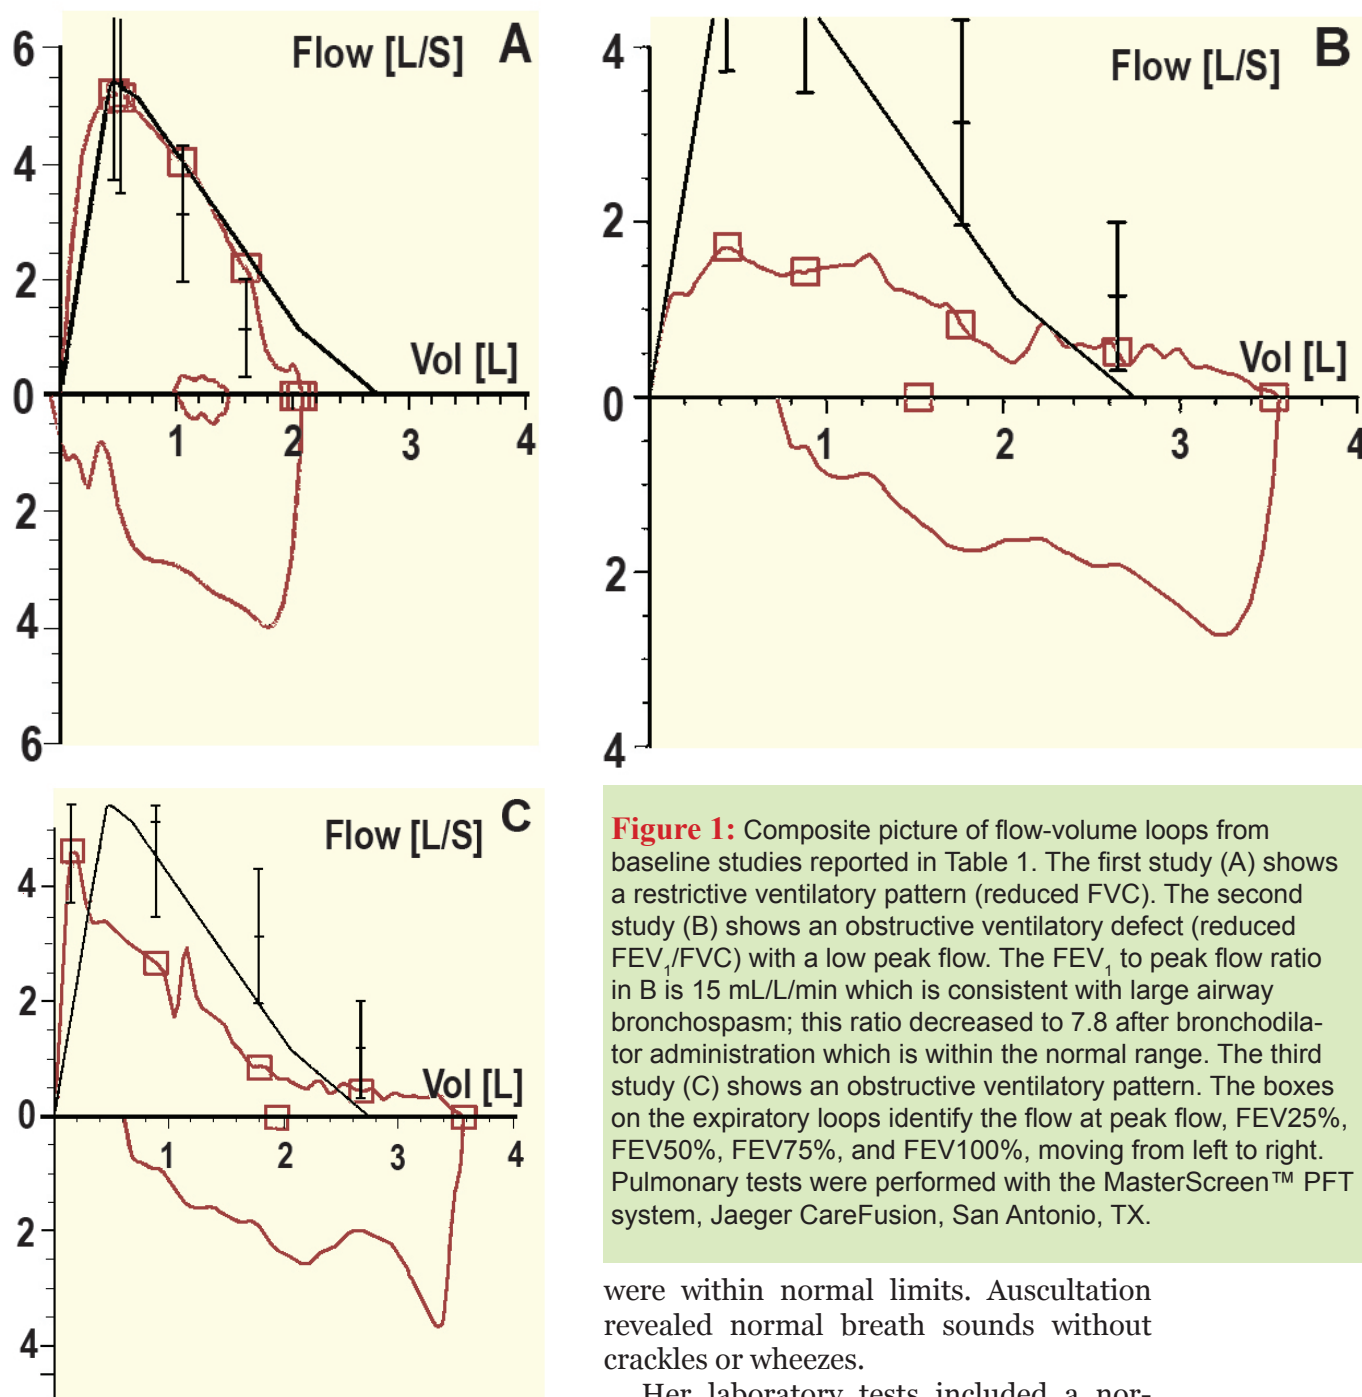 Flow [L/S] A
6
4
2
Vol [L]
0
1 2 3 4
2
4
6
Flow [L/S] B
4
2
Vol [L]
0
1 2 3 4
2
4
Flow [L/S] C
4
2
Vol [L]
0
1 2 3 4
2
4
Figure 1: Composite picture of flow-volume loops from
baseline studies reported in Table 1. The first study (A) shows
a restrictive ventilatory pattern (reduced FVC). The second
study (B) shows an obstructive ventilatory defect (reduced
FEV₁/FVC) with a low peak flow. The FEV₁ to peak flow ratio
in B is 15 mL/L/min which is consistent with large airway
bronchospasm; this ratio decreased to 7.8 after bronchodila-
tor administration which is within the normal range. The third
study (C) shows an obstructive ventilatory pattern. The boxes
on the expiratory loops identify the flow at peak flow, FEV25%,
FEV50%, FEV75%, and FEV100%, moving from left to right.
Pulmonary tests were performed with the MasterScreen™ PFT
system, Jaeger CareFusion, San Antonio, TX.
were within normal limits. Auscultation
revealed normal breath sounds without
crackles or wheezes.
Her laboratory tests included a nor-